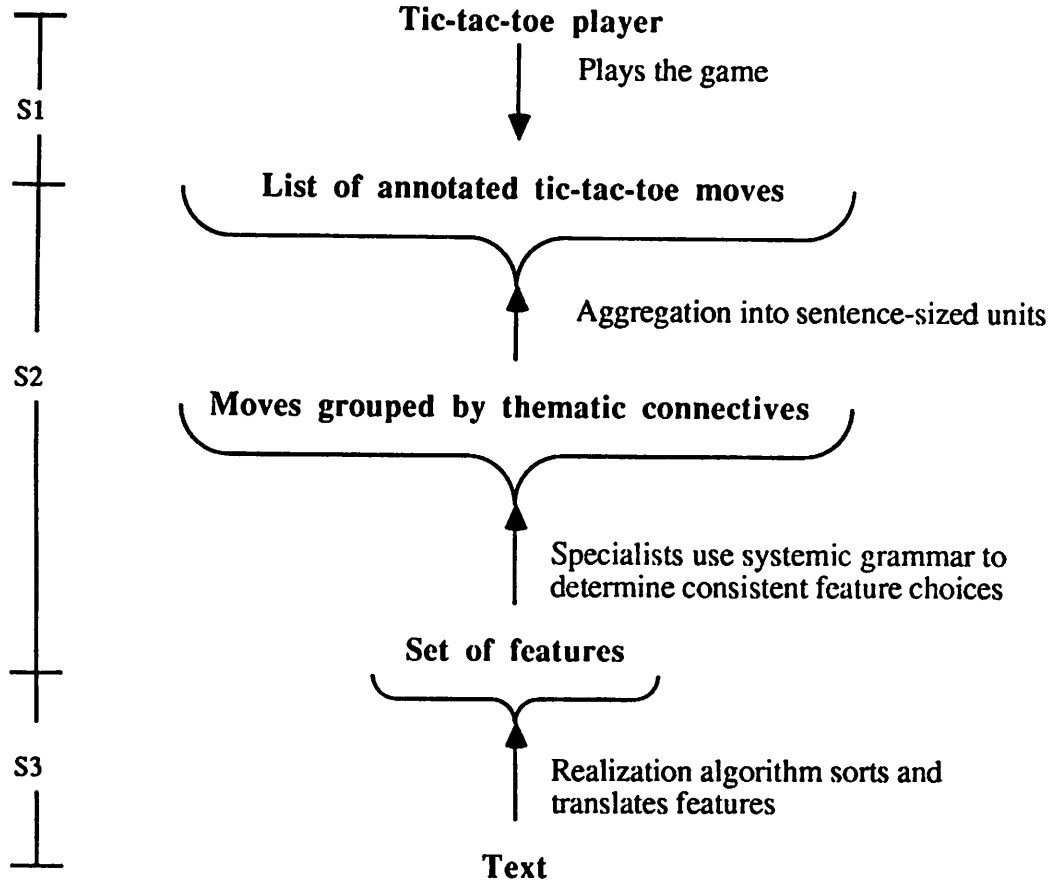 Tic-tac-toe player
Plays the game
S1
List of annotated tic-tac-toe moves
Aggregation into sentence-sized units
S2
Moves grouped by thematic connectives
Specialists use systemic grammar to
determine consistent feature choices
Set of features
S3
Realization algorithm sorts and
translates features
Text